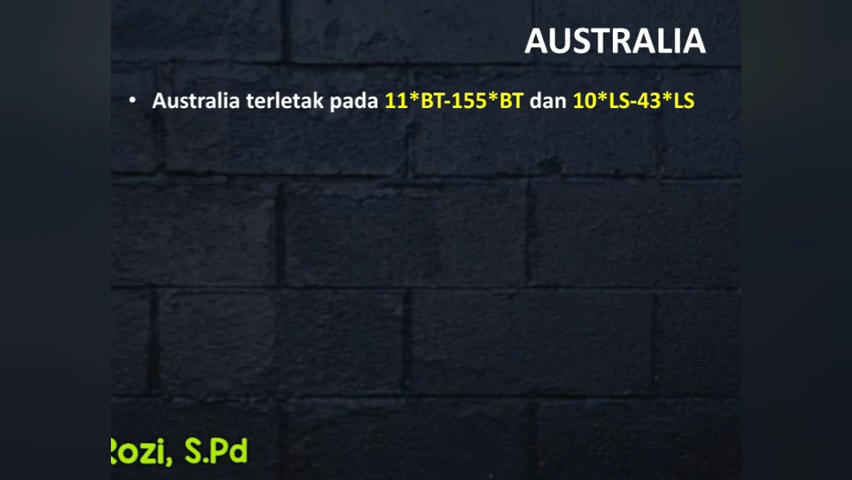 AUSTRALIA
• Australia terletak pada 11*BT-155*BT dan 10*LS-43*LS
Rozi, S.Pd